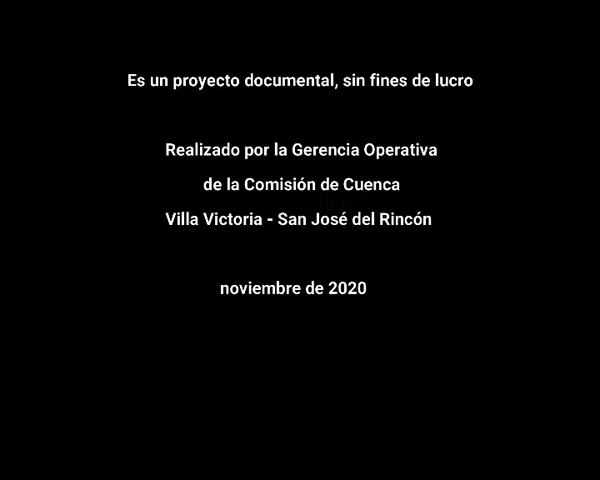 Es un proyecto documental, sin fines de lucro
Realizado por la Gerencia Operativa
de la Comisión de Cuenca
Villa Victoria - San José del Rincón
noviembre de 2020